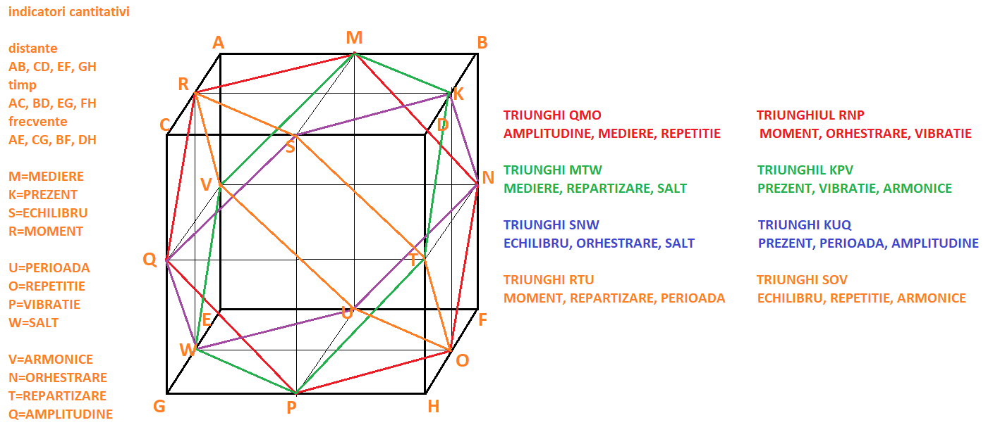 indicatori cantitativi
distante
AB, CD, EF, GH
timp
AC, BD, EG, FH
frecvente
AE, CG, BF, DH
M=MEDIERE
K=PREZENT
S=ECHILIBRU
R=MOMENT
U=PERIOADA
O=REPETITIE
P=VIBRATIE
W=SALT
V=ARMONICE
N=ORHESTRARE
T=REPARTIZARE
Q=AMPLITUDINE
A
M
B
R
K
C
D
S
V
N
Q
T
E
U
F
W
O
G
P
H
TRIUNGHI QMO
AMPLITUDINE, MEDIERE, REPETITIE
TRIUNGHI MTW
MEDIERE, REPARTIZARE, SALT
TRIUNGHI SNW
ECHILIBRU, ORHESTRARE, SALT
TRIUNGHI RTU
MOMENT, REPARTIZARE, PERIOADA
TRIUNGHIUL RNP
MOMENT, ORHESTRARE, VIBRATIE
TRIUNGHIL KPV
PREZENT, VIBRATIE, ARMONICE
TRIUNGHI KUQ
PREZENT, PERIOADA, AMPLITUDINE
TRIUNGHI SOV
ECHILIBRU, REPETITIE, ARMONICE